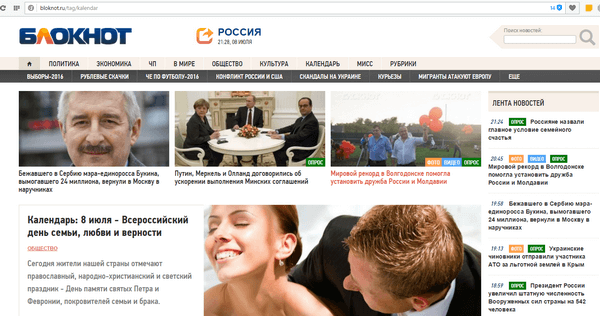 bloknot.ru/tag/kalendar
14
БЛОКНОТ
РОССИЯ
21:28, 08 ИЮЛЯ
Поиск новостей:
ПОЛИТИКА ЭКОНОМИКА ЧП В МИРЕ ОБЩЕСТВО КУЛЬТУРА КАЛЕНДАРЬ МИСС РУБРИКИ
ВЫБОРЫ-2016 РУБЛЕВЫЕ СКАЧКИ ЧЕ ПО ФУТБОЛУ-2016 КОНФЛИКТ РОССИИ И США СКАНДАЛЫ НА УКРАИНЕ КУРЬЕЗЫ МИГРАНТЫ АТАКУЮТ ЕВРОПУ ЕЩЕ
Бежавшего в Сербию мэра-единоросса Букина,
вымогавшего 24 миллиона, вернули в Москву в
наручниках
ОПРОС
Путин, Меркель и Олланд договорились об
ускорении выполнения Минских соглашений
ФОТО ВИДЕО ОПРОС
Мировой рекорд в Волгодонске помогла
установить дружба России и Молдавии
Календарь: 8 июля - Всероссийский
день семьи, любви и верности
ОБЩЕСТВО
Сегодня жители нашей страны отмечают
православный, народно-христианский и светский
праздник - День памяти святых Петра и
Февронии, покровителей семьи и брака.
ЛЕНТА НОВОСТЕЙ
21:24 ОПРОС Россияне назвали
главное условие семейного
счастья
20:45 ФОТО ВИДЕО ОПРОС
Мировой рекорд в Волгодонске
помогла установить дружба России
и Молдавии
19:58 Бежавшего в Сербию мэра-
единоросса Букина, вымогавшего 24
миллиона, вернули в Москву в
наручниках
19:13 ФОТО ОПРОС Украинские
чиновники отправили участника
АТО за льготной землей в Крым
18:59 ОПРОС Президент России
увеличил штатную численность
Вооруженных сил страны на 542
человека